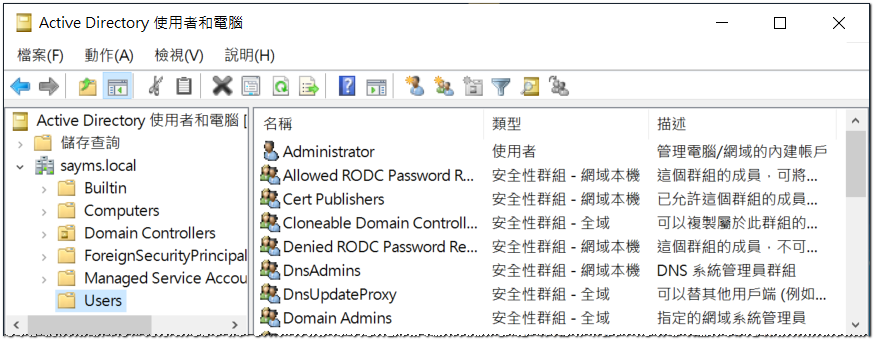 Active Directory 使用者和電腦
檔案(F) 動作(A) 檢視(V) 說明(H)
Active Directory 使用者和電腦 [
儲存查詢
sayms.local
Builtin
Computers
Domain Controllers
ForeignSecurityPrincipal
Managed Service Accou
Users
名稱 類型 描述
Administrator 使用者 管理電腦/網域的內建帳戶
Allowed RODC Password R... 安全性群組 - 網域本機 這個群組的成員，可將...
Cert Publishers 安全性群組 - 網域本機 已允許這個群組的成員...
Cloneable Domain Controll... 安全性群組 - 全域 可以複製屬於此群組的...
Denied RODC Password Re... 安全性群組 - 網域本機 這個群組的成員，不可...
DnsAdmins 安全性群組 - 網域本機 DNS 系統管理員群組
DnsUpdateProxy 安全性群組 - 全域 可以替其他用戶端 (例如...
Domain Admins 安全性群組 - 全域 指定的網域系統管理員